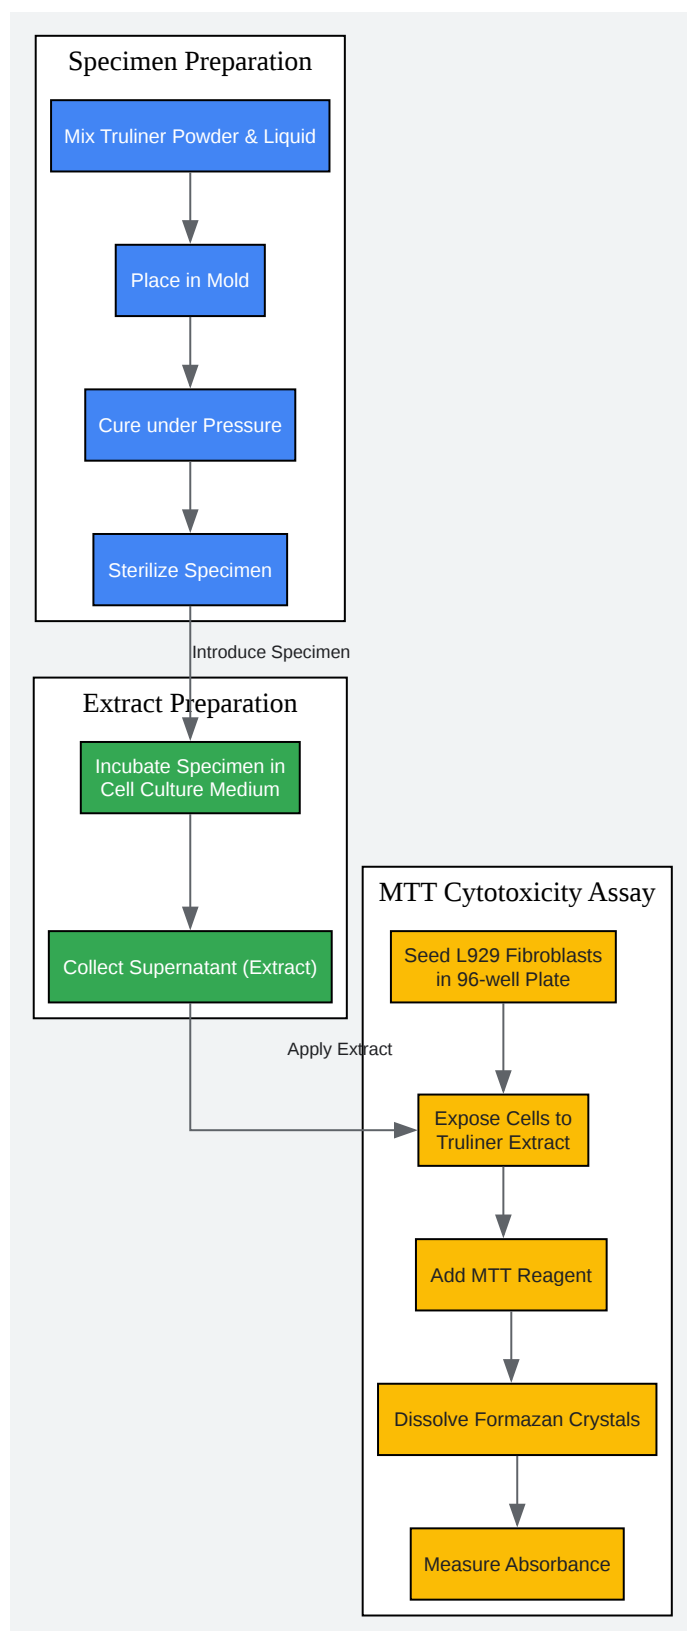 Specimen Preparation
Mix Truliner Powder & Liquid
Place in Mold
Cure under Pressure
Sterilize Specimen
Introduce Specimen
Extract Preparation
Incubate Specimen in
Cell Culture Medium
Collect Supernatant (Extract)
Apply Extract
MTT Cytotoxicity Assay
Seed L929 Fibroblasts
in 96-well Plate
Expose Cells to
Truliner Extract
Add MTT Reagent
Dissolve Formazan Crystals
Measure Absorbance